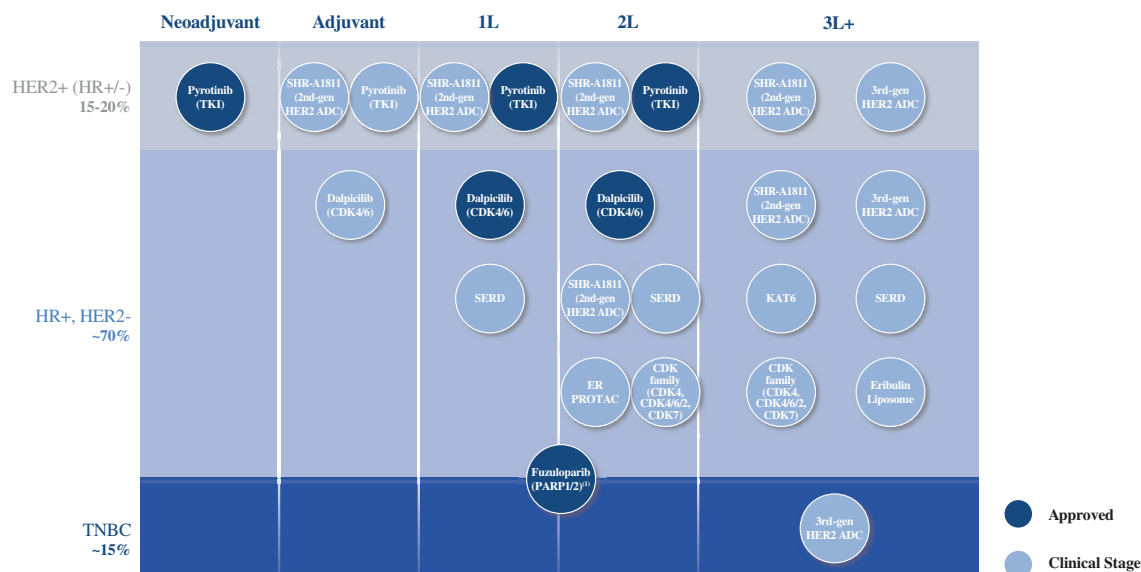 Neoadjuvant
Adjuvant
1L
2L
3L+
HER2+ (HR+/-)
15-20%
Pyrotinib
(TKI)
SHR-A1811
(2nd-gen
HER2 ADC)
Pyrotinib
(TKI)
SHR-A1811
(2nd-gen
HER2 ADC)
Pyrotinib
(TKI)
SHR-A1811
(2nd-gen
HER2 ADC)
Pyrotinib
(TKI)
SHR-A1811
(2nd-gen
HER2 ADC)
3rd-gen
HER2 ADC
HR+, HER2-
~70%
Dalpicilib
(CDK4/6)
Dalpicilib
(CDK4/6)
Dalpicilib
(CDK4/6)
SHR-A1811
(2nd-gen
HER2 ADC)
3rd-gen
HER2 ADC
SERD
SHR-A1811
(2nd-gen
HER2 ADC)
SERD
KAT6
SERD
ER
PROTAC
CDK
family
(CDK4,
CDK4/6/2,
CDK7)
CDK
family
(CDK4,
CDK4/6/2,
CDK7)
Eribulin
Liposome
Fuzuloparib
(PARP1/2)(1)
TNBC
~15%
3rd-gen
HER2 ADC
Approved
Clinical Stage